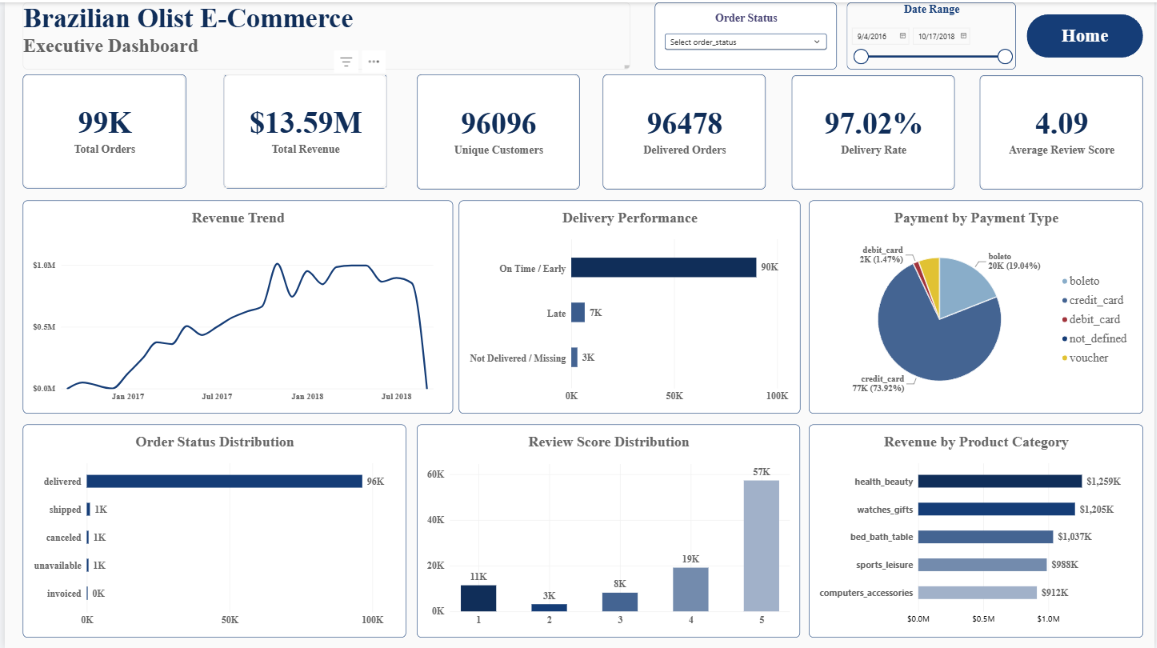 Brazilian Olist E-Commerce
Executive Dashboard
Order Status
Select order_status
Date Range
9/4/2016
10/17/2018
Home
99K
Total Orders
$13.59M
Total Revenue
96096
Unique Customers
96478
Delivered Orders
97.02%
Delivery Rate
4.09
Average Review Score
Revenue Trend
$1.0M
$0.5M
$0.0M
Jan 2017
Jul 2017
Jan 2018
Jul 2018
Delivery Performance
On Time / Early
90K
Late
7K
Not Delivered / Missing
3K
0K
50K
100K
Payment by Payment Type
debit_card
2K (1.47%)
boleto
20K (19.04%)
credit_card
77K (73.92%)
boleto
credit_card
debit_card
not_defined
voucher
Order Status Distribution
delivered
96K
shipped
1K
canceled
1K
unavailable
1K
invoiced
0K
0K
50K
100K
Review Score Distribution
60K
40K
20K
0K
11K
3K
8K
19K
57K
1
2
3
4
5
Revenue by Product Category
health_beauty
$1,259K
watches_gifts
$1,205K
bed_bath_table
$1,037K
sports_leisure
$988K
computers_accessories
$912K
$0.0M
$0.5M
$1.0M